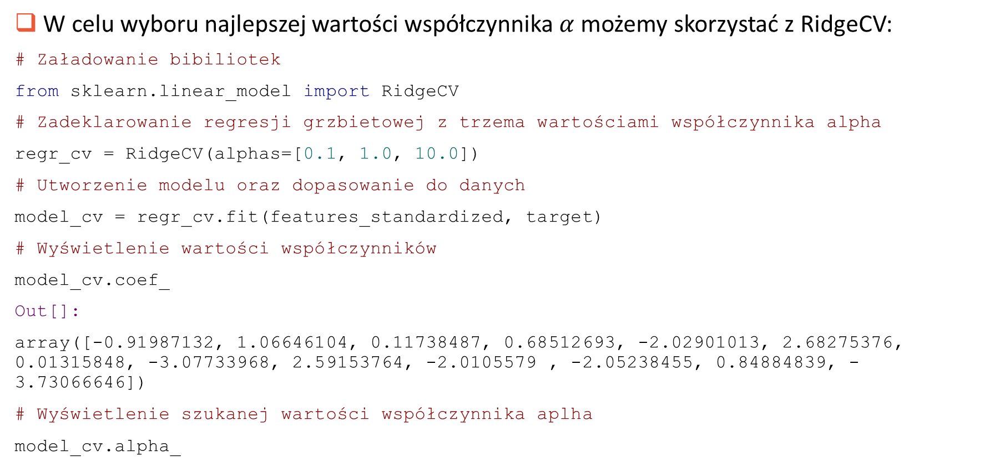 W celu wyboru najlepszej wartości współczynnika α możemy skorzystać z RidgeCV:
# Załadowanie bibiliotek
from sklearn.linear_model import RidgeCV
# Zadeklarowanie regresji grzbietowej z trzema wartościami współczynnika alpha
regr_cv = RidgeCV(alphas=[0.1, 1.0, 10.0])
# Utworzenie modelu oraz dopasowanie do danych
model_cv = regr_cv.fit(features_standardized, target)
# Wyświetlenie wartości współczynników
model_cv.coef_
Out[]:
array([-0.91987132, 1.06646104, 0.11738487, 0.68512693, -2.02901013, 2.68275376,
0.01315848, -3.07733968, 2.59153764, -2.0105579 , -2.05238455, 0.84884839, -
3.73066646])
# Wyświetlenie szukanej wartości współczynnika aplha
model_cv.alpha_